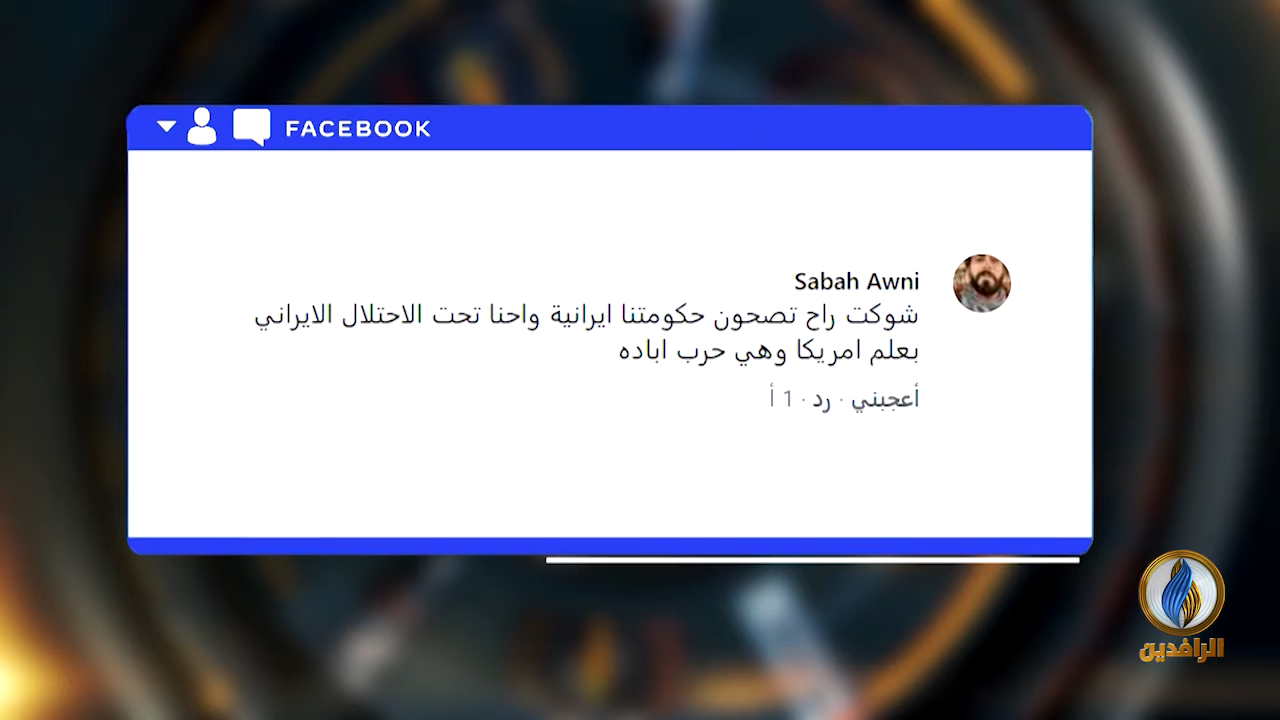 FACEBOOK
Sabah Awni
شوكت راح تصحون حكومتنا ايرانية واحنا تحت الاحتلال الايراني
بعلم امريكا وهي حرب اباده
أعجبني · رد · 1 أ
الرافدين